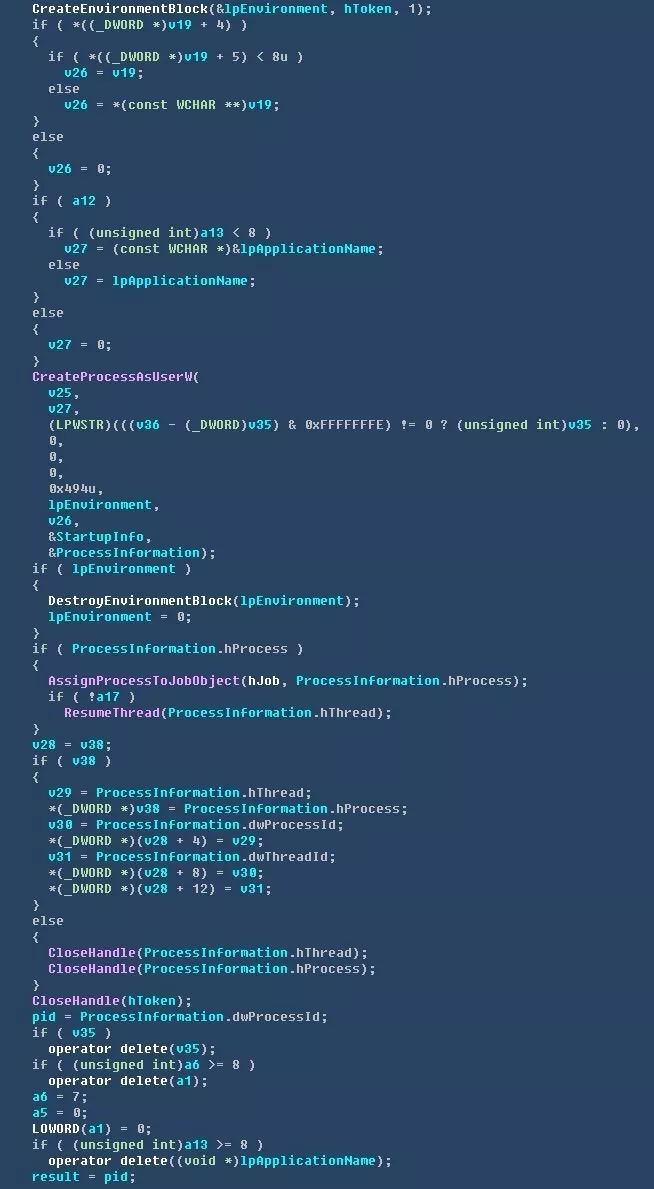 CreateEnvironmentBlock(&lpEnvironment, hToken, 1);
if ( *((_DWORD *)v19 + 4) )
{
if ( *((_DWORD *)v19 + 5) < 8u )
v26 = v19;
else
v26 = *(const WCHAR **)v19;
}
else
{
v26 = 0;
}
if ( a12 )
{
if ( (unsigned int)a13 < 8 )
v27 = (const WCHAR *)&lpApplicationName;
else
v27 = lpApplicationName;
}
else
{
v27 = 0;
}
CreateProcessAsUserW(
v25,
v27,
(LPWSTR)(((v36 - (_DWORD)v35) & 0xFFFFFFFE) != 0 ? (unsigned int)v35 : 0),
0,
0,
0,
0x494u,
lpEnvironment,
v26,
&StartupInfo,
&ProcessInformation);
if ( lpEnvironment )
{
DestroyEnvironmentBlock(lpEnvironment);
lpEnvironment = 0;
}
if ( ProcessInformation.hProcess )
{
AssignProcessToJobObject(hJob, ProcessInformation.hProcess);
if ( !a17 )
ResumeThread(ProcessInformation.hThread);
}
v28 = v38;
if ( v38 )
{
v29 = ProcessInformation.hThread;
*(_DWORD *)v38 = ProcessInformation.hProcess;
v30 = ProcessInformation.dwProcessId;
*(_DWORD *)(v28 + 4) = v29;
v31 = ProcessInformation.dwThreadId;
*(_DWORD *)(v28 + 8) = v30;
*(_DWORD *)(v28 + 12) = v31;
}
else
{
CloseHandle(ProcessInformation.hThread);
CloseHandle(ProcessInformation.hProcess);
}
CloseHandle(hToken);
pid = ProcessInformation.dwProcessId;
if ( v35 )
operator delete(v35);
if ( (unsigned int)a6 >= 8 )
operator delete(a1);
a6 = 7;
a5 = 0;
LOWORD(a1) = 0;
if ( (unsigned int)a13 >= 8 )
operator delete((void *)lpApplicationName);
result = pid;